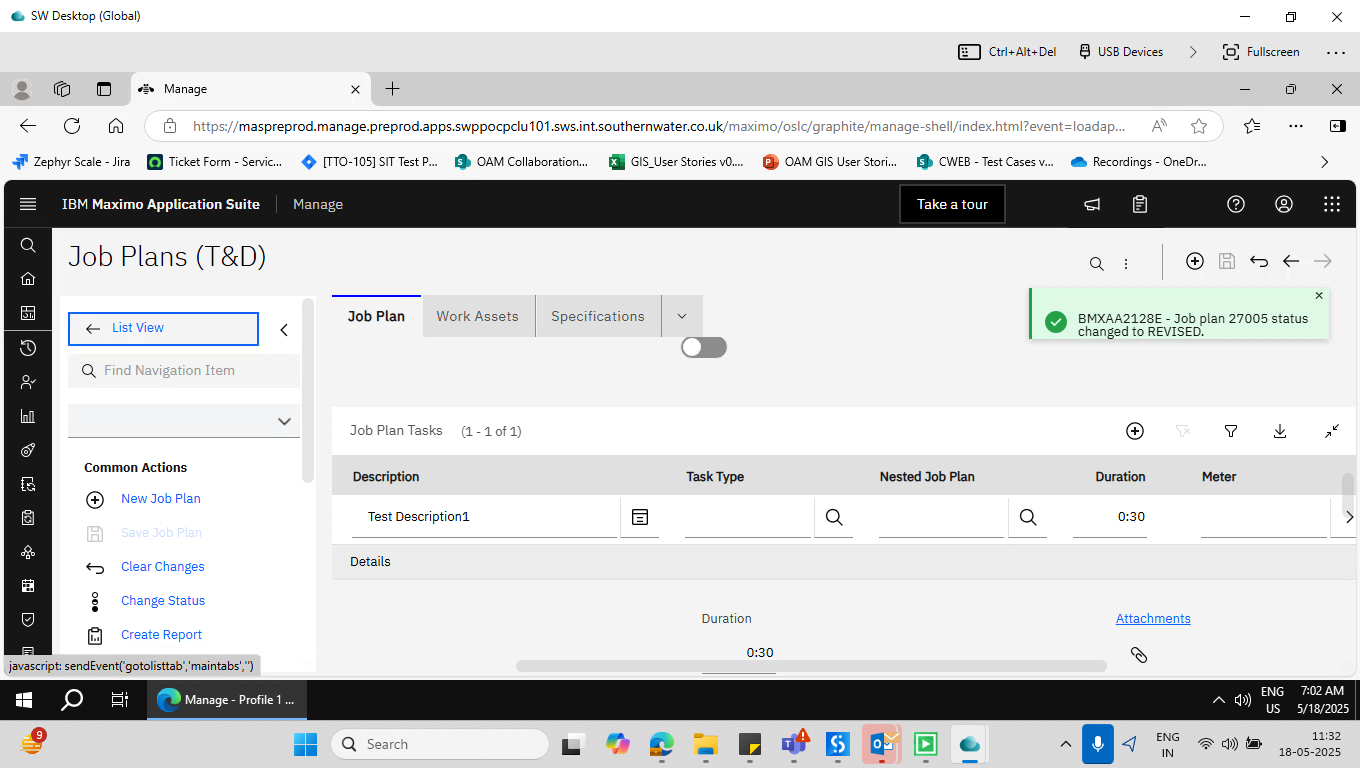 SW Desktop (Global)
Ctrl+Alt+Del
USB Devices
Fullscreen
Manage
https://maspreprod.manage.preprod.apps.swppocpclu101.sws.int.southernwater.co.uk/maximo/oslc/graphite/manage-shell/index.html?event=loadap...
Zephyr Scale - Jira
Ticket Form - Servic...
[TTO-105] SIT Test P...
OAM Collaboration...
GIS_User Stories v0....
OAM GIS User Stori...
CWEB - Test Cases v...
Recordings - OneDr...
IBM Maximo Application Suite
Manage
Take a tour
Job Plans (T&D)
List View
Find Navigation Item
Common Actions
New Job Plan
Save Job Plan
Clear Changes
Change Status
Create Report
Job Plan
Work Assets
Specifications
BMXAA2128E - Job plan 27005 status
changed to REVISED.
Job Plan Tasks
(1 - 1 of 1)
Description
Task Type
Nested Job Plan
Duration
Meter
Test Description1
0:30
Details
Duration
0:30
Attachments
javascript: sendEvent('gotolisttab','maintabs','')
Manage - Profile 1 ...
ENG
US
7:02 AM
5/18/2025
9
Search
ENG
IN
11:32
18-05-2025